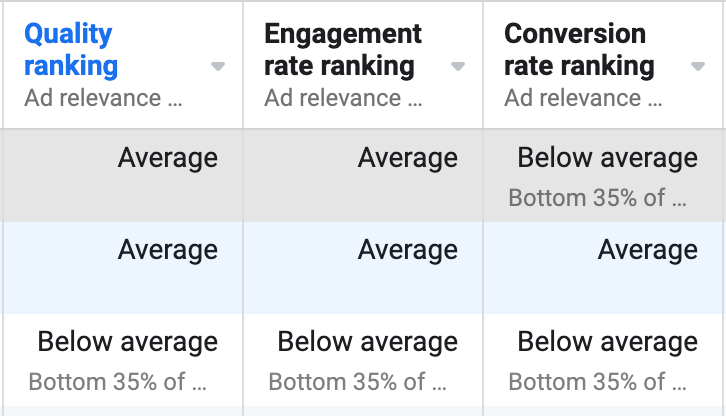 Quality ranking
Ad relevance ...
Engagement rate ranking
Ad relevance ...
Conversion rate ranking
Ad relevance ...
Average
Average
Below average
Bottom 35% of ...
Average
Average
Average
Below average
Bottom 35% of ...
Below average
Bottom 35% of ...
Below average
Bottom 35% of ...